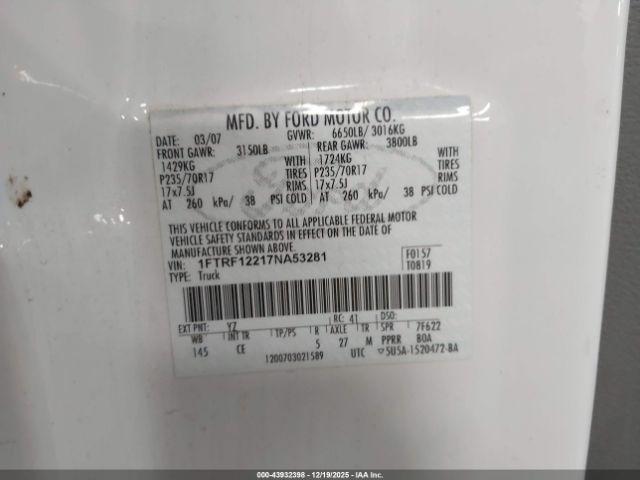 MFD. BY FORD MOTOR CO.
DATE: 03/07 GVWR: 6650LB/ 3016KG
FRONT GAWR: 3150LB REAR GAWR: 3800LB
1429KG WITH 1724KG WITH
P235/70R17 TIRES P235/70R17 TIRES
17x7.5J RIMS 17x7.5J RIMS
AT 260 kPa/ 38 PSI COLD AT 260 kPa/ 38 PSI COLD
THIS VEHICLE CONFORMS TO ALL APPLICABLE FEDERAL MOTOR
VEHICLE SAFETY STANDARDS IN EFFECT ON THE DATE OF
MANUFACTURE SHOWN ABOVE.
VIN: 1FTRF12217NA53281 F0157
TYPE: Truck T0819
EXT PNT: YZ RC: 41 DSO:
WB INT TR TP/PS R AXLE TR SPR 7F622
145 CE 5 27 M PPRR BOA
1200703021589 UTC ▽5U5A-1520472-BA
000-43932398 - 12/19/2025 - IAA Inc.